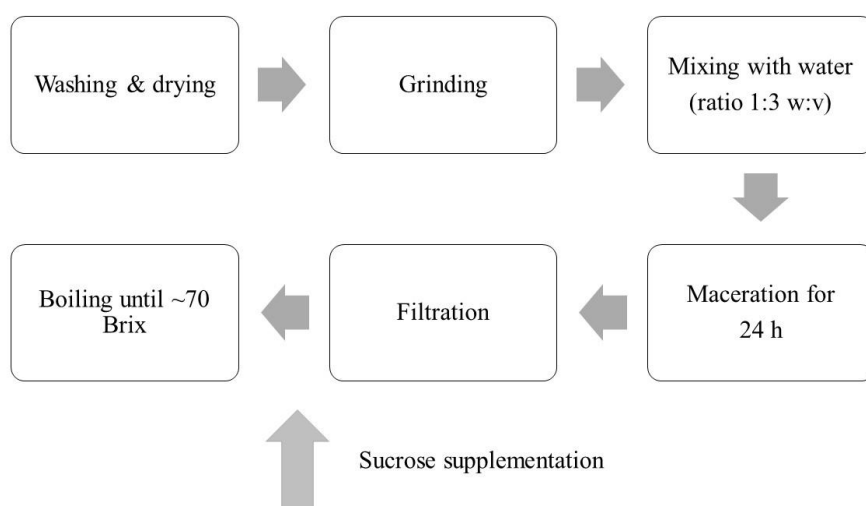 Washing & drying
Grinding
Mixing with water
(ratio 1:3 w:v)
Maceration for
24 h
Filtration
Boiling until ~70
Brix
Sucrose supplementation